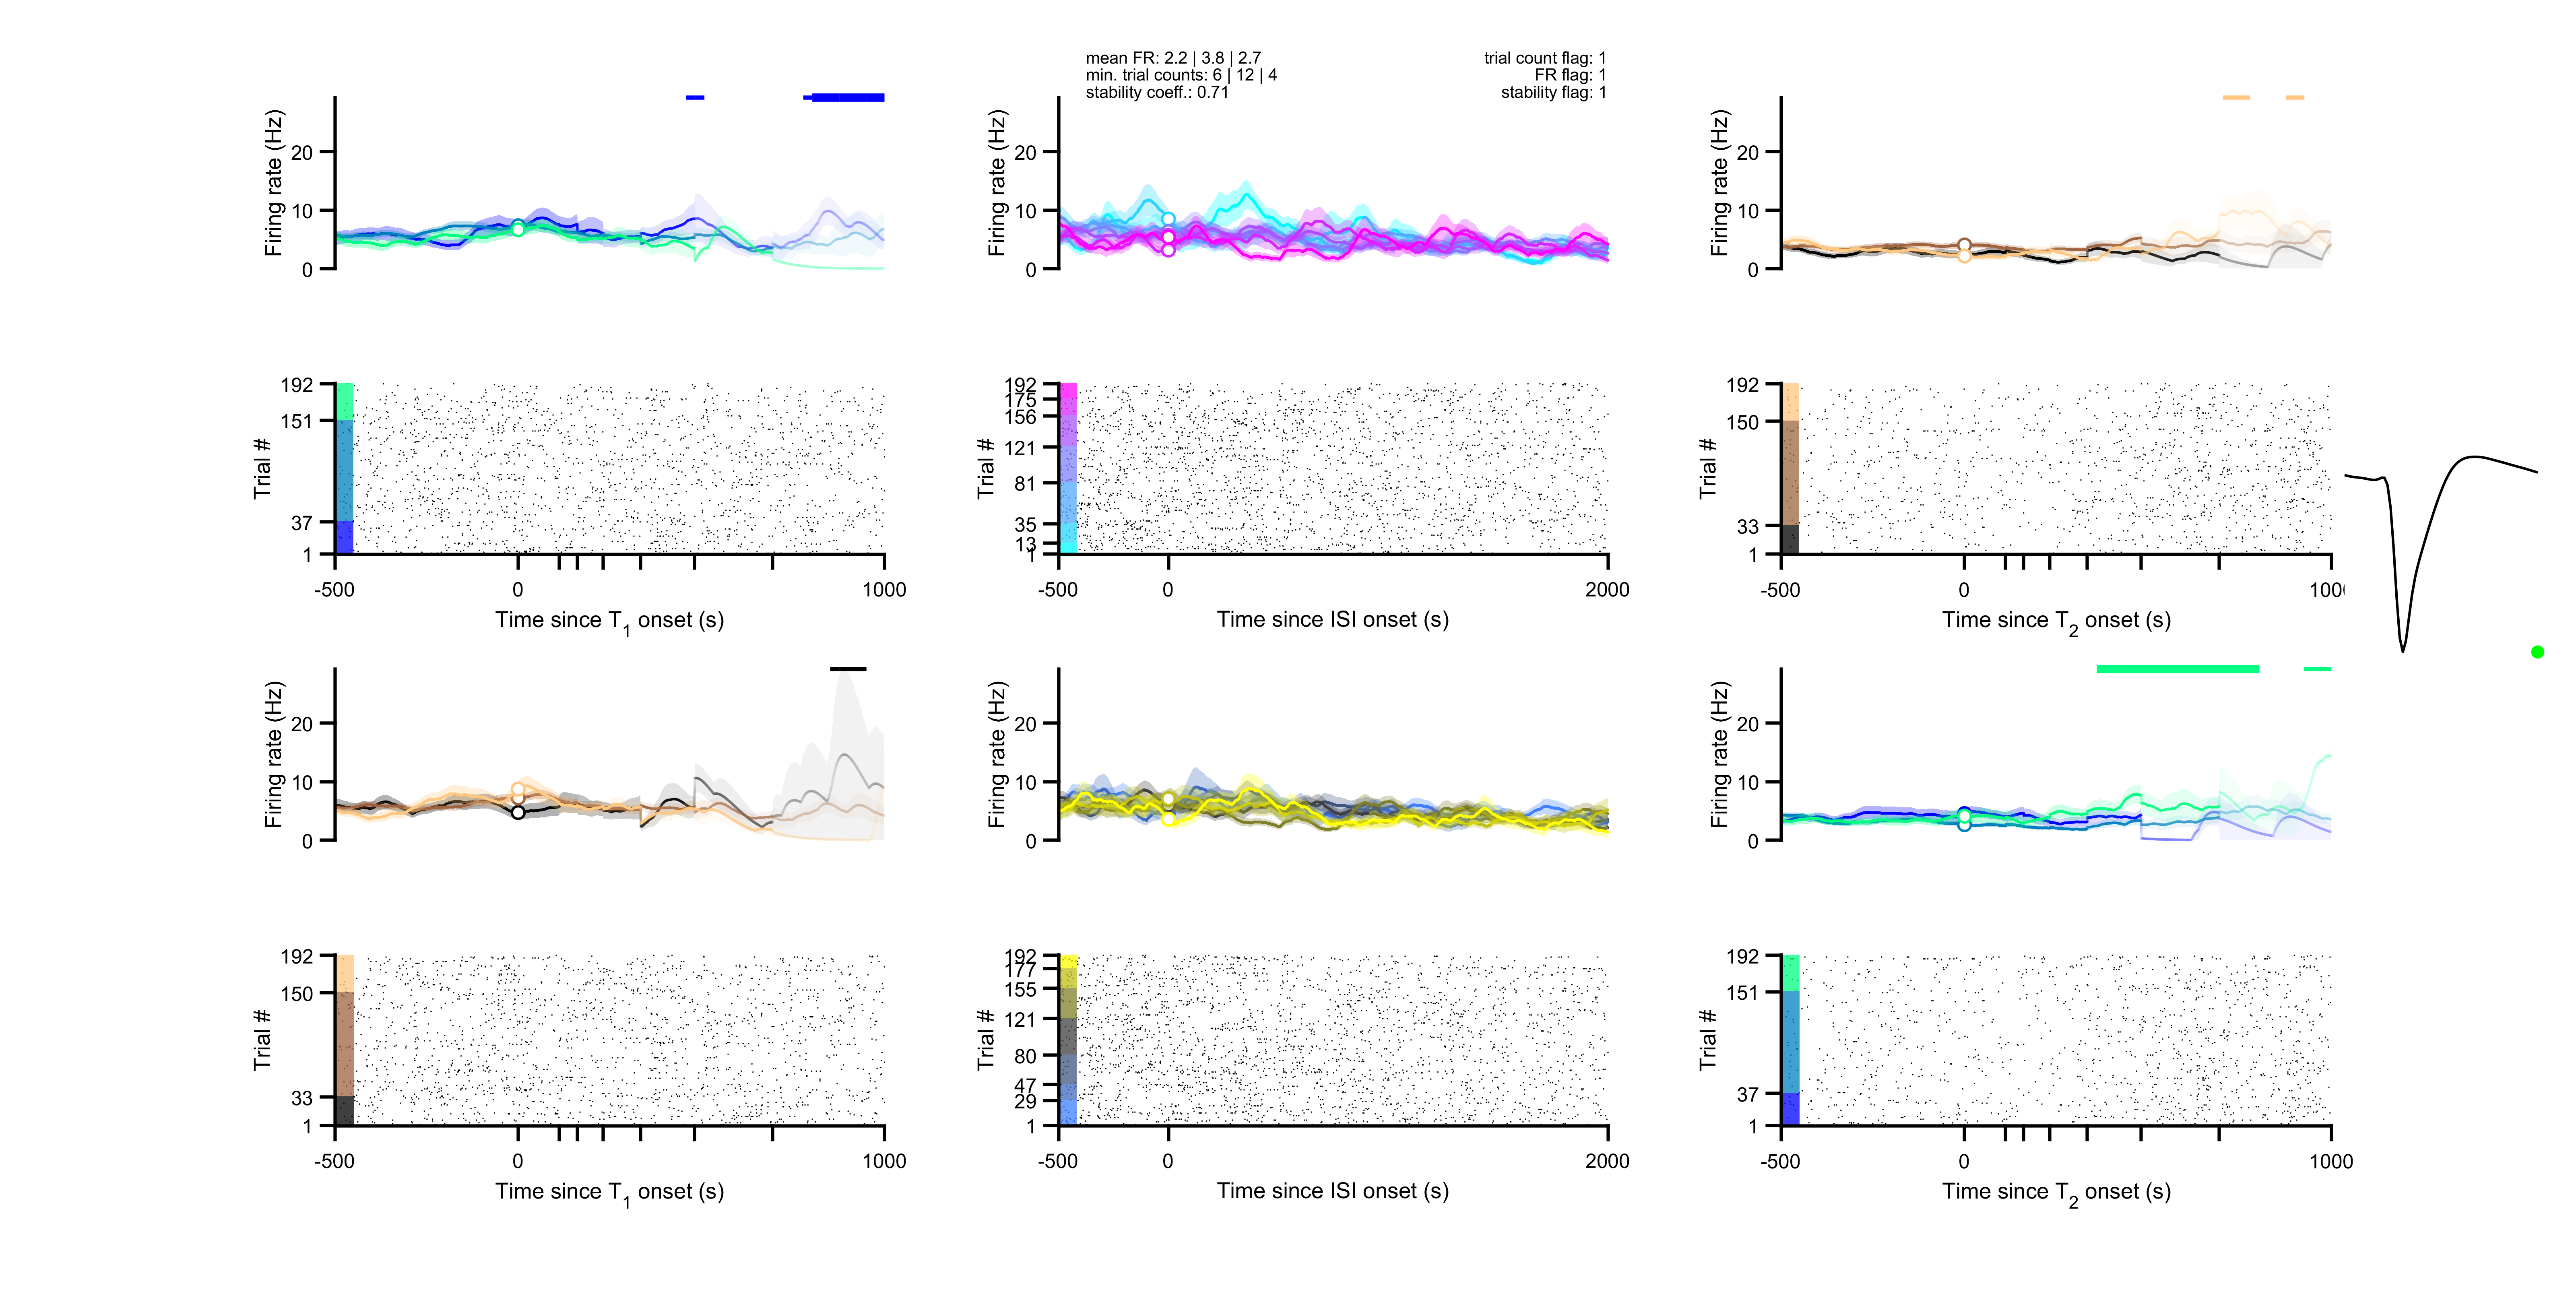 mean FR: 2.2 | 3.8 | 2.7
min. trial counts: 6 | 12 | 4
stability coeff.: 0.71
trial count flag: 1
FR flag: 1
stability flag: 1
Firing rate (Hz)
20
10
0
Firing rate (Hz)
20
10
0
Firing rate (Hz)
20
10
0
Trial #
192
151
37
1
-500
0
1000
Time since T1 onset (s)
Trial #
192
175
156
121
81
35
13
1
-500
0
2000
Time since ISI onset (s)
Trial #
192
150
33
1
-500
0
Time since T2 onset (s)
Firing rate (Hz)
20
10
0
Firing rate (Hz)
20
10
0
Firing rate (Hz)
20
10
0
Trial #
192
150
33
1
-500
0
1000
Time since T1 onset (s)
Trial #
192
177
155
121
80
47
29
1
-500
0
2000
Time since ISI onset (s)
Trial #
192
151
37
1
-500
0
1000
Time since T2 onset (s)